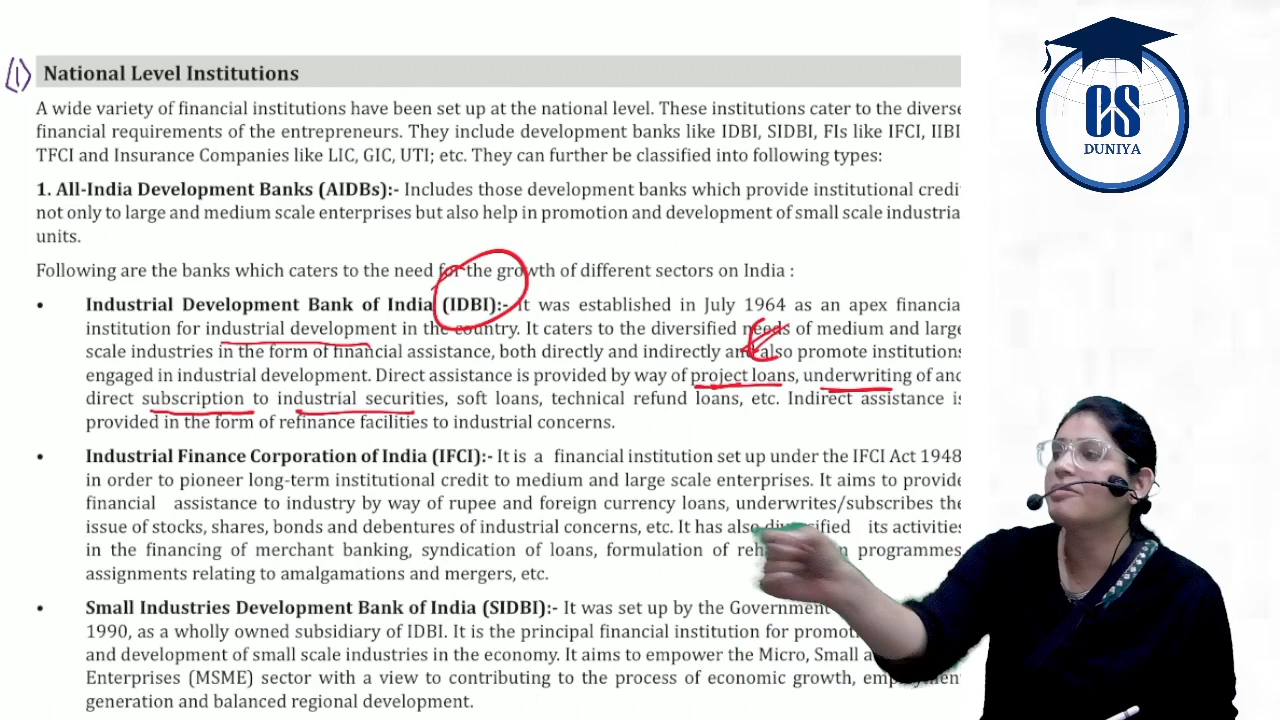 (1) National Level Institutions
A wide variety of financial institutions have been set up at the national level. These institutions cater to the diverse
financial requirements of the entrepreneurs. They include development banks like IDBI, SIDBI, FIs like IFCI, IIBI
TFCI and Insurance Companies like LIC, GIC, UTI; etc. They can further be classified into following types:
1. All-India Development Banks (AIDBs):- Includes those development banks which provide institutional credi
not only to large and medium scale enterprises but also help in promotion and development of small scale industria
units.
Following are the banks which caters to the need for the growth of different sectors on India :
• Industrial Development Bank of India (IDBI):- It was established in July 1964 as an apex financia
institution for industrial development in the country. It caters to the diversified needs of medium and large
scale industries in the form of financial assistance, both directly and indirectly and also promote institutions
engaged in industrial development. Direct assistance is provided by way of project loans, underwriting of and
direct subscription to industrial securities, soft loans, technical refund loans, etc. Indirect assistance is
provided in the form of refinance facilities to industrial concerns.
• Industrial Finance Corporation of India (IFCI):- It is a financial institution set up under the IFCI Act 1948
in order to pioneer long-term institutional credit to medium and large scale enterprises. It aims to provide
financial assistance to industry by way of rupee and foreign currency loans, underwrites/subscribes the
issue of stocks, shares, bonds and debentures of industrial concerns, etc. It has also diversified its activities
in the financing of merchant banking, syndication of loans, formulation of programmes,
assignments relating to amalgamations and mergers, etc.
• Small Industries Development Bank of India (SIDBI):- It was set up by the Government
1990, as a wholly owned subsidiary of IDBI. It is the principal financial institution for
and development of small scale industries in the economy. It aims to empower the Micro, Small
Enterprises (MSME) sector with a view to contributing to the process of economic growth,
generation and balanced regional development.
CS
DUNIYA